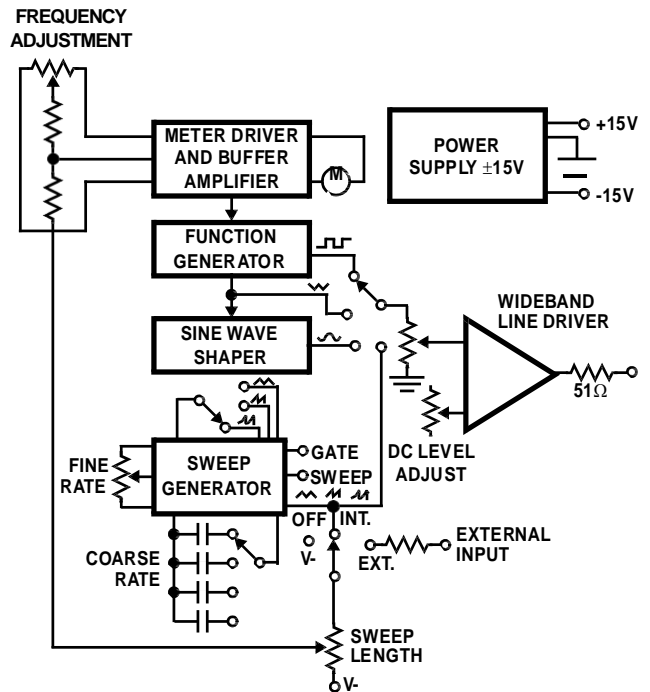 FREQUENCY
ADJUSTMENT
METER DRIVER
AND BUFFER
AMPLIFIER
M
POWER
SUPPLY ±15V
+15V
-15V
FUNCTION
GENERATOR
SINE WAVE
SHAPER
WIDEBAND
LINE DRIVER
51Ω
DC LEVEL
ADJUST
FINE
RATE
SWEEP
GENERATOR
GATE
SWEEP
OFF
INT.
V-
EXT.
EXTERNAL
INPUT
COARSE
RATE
SWEEP
LENGTH
V-